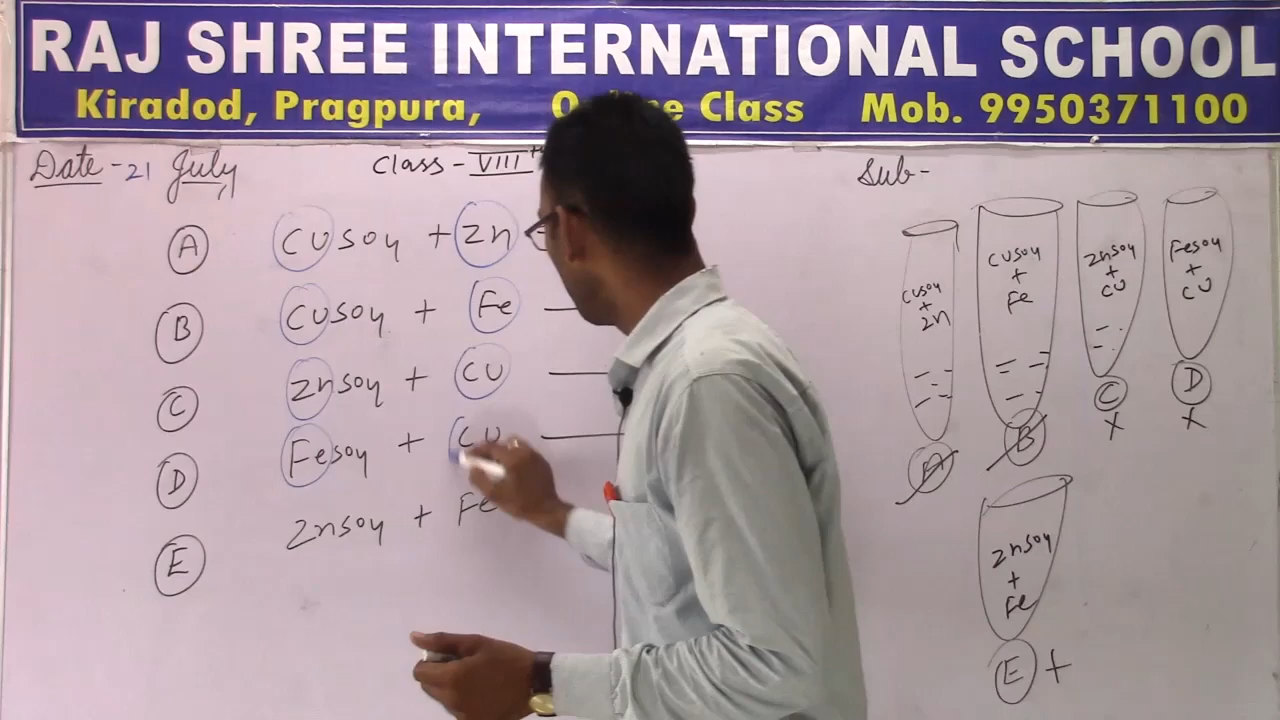 RAJ SHREE INTERNATIONAL SCHOOL
Kiradod, Pragpura, Class Mob. 9950371100
Date - 21 July
Class - VIII
Sub -
A CUSO4 + Zn
B CUSO4 + Fe
C ZnSO4 + CU
D FeSO4 + CU
E ZnSO4 + Fe
CUSO4
+
Zn
A
CUSO4
+
Fe
B
ZnSO4
+
CU
C
X
FeSO4
+
CU
D
X
ZnSO4
+
Fe
E +